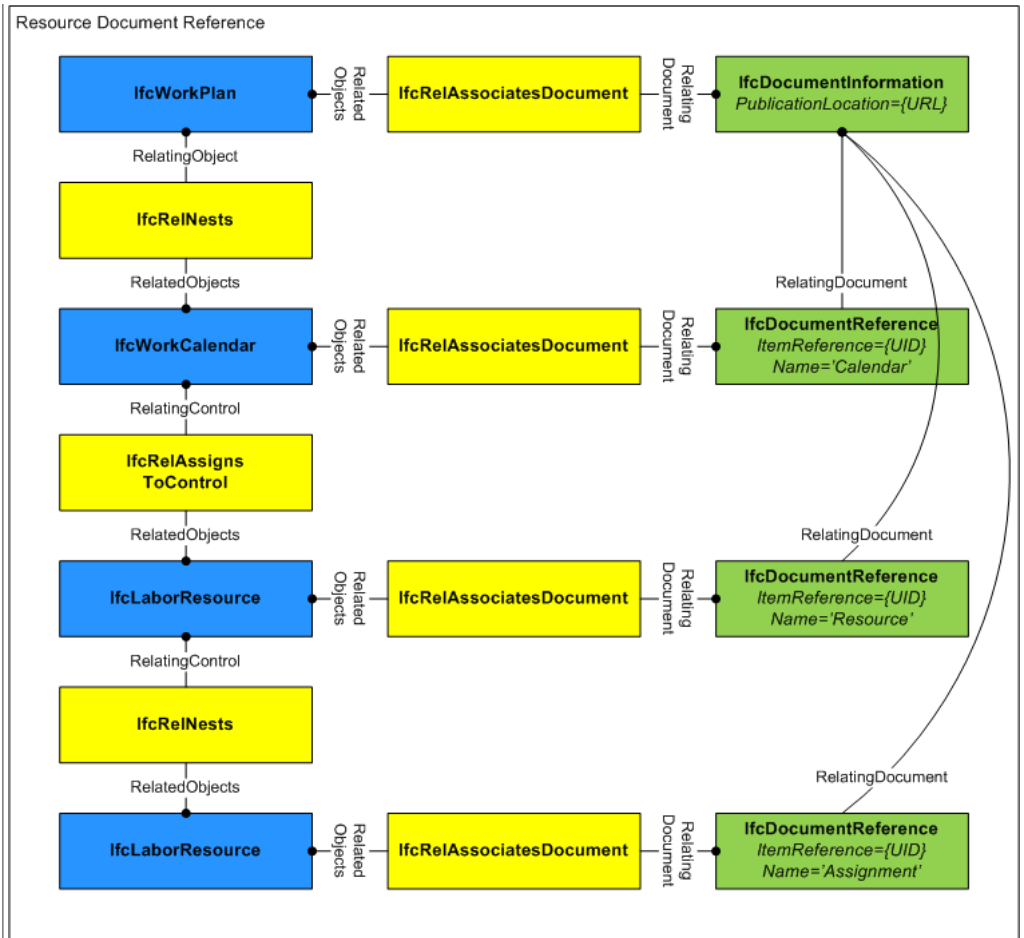 Resource Document Reference
IfcWorkPlan
Related
Objects
IfcRelAssociatesDocument
Relating
Document
IfcDocumentInformation
PublicationLocation={URL}
RelatingObject
IfcRelNests
RelatedObjects
RelatingDocument
IfcWorkCalendar
Related
Objects
IfcRelAssociatesDocument
Relating
Document
IfcDocumentReference
ItemReference={UID}
Name='Calendar'
RelatingControl
IfcRelAssigns
ToControl
RelatedObjects
RelatingDocument
IfcLaborResource
Related
Objects
IfcRelAssociatesDocument
Relating
Document
IfcDocumentReference
ItemReference={UID}
Name='Resource'
RelatingControl
IfcRelNests
RelatedObjects
RelatingDocument
IfcLaborResource
Related
Objects
IfcRelAssociatesDocument
Relating
Document
IfcDocumentReference
ItemReference={UID}
Name='Assignment'